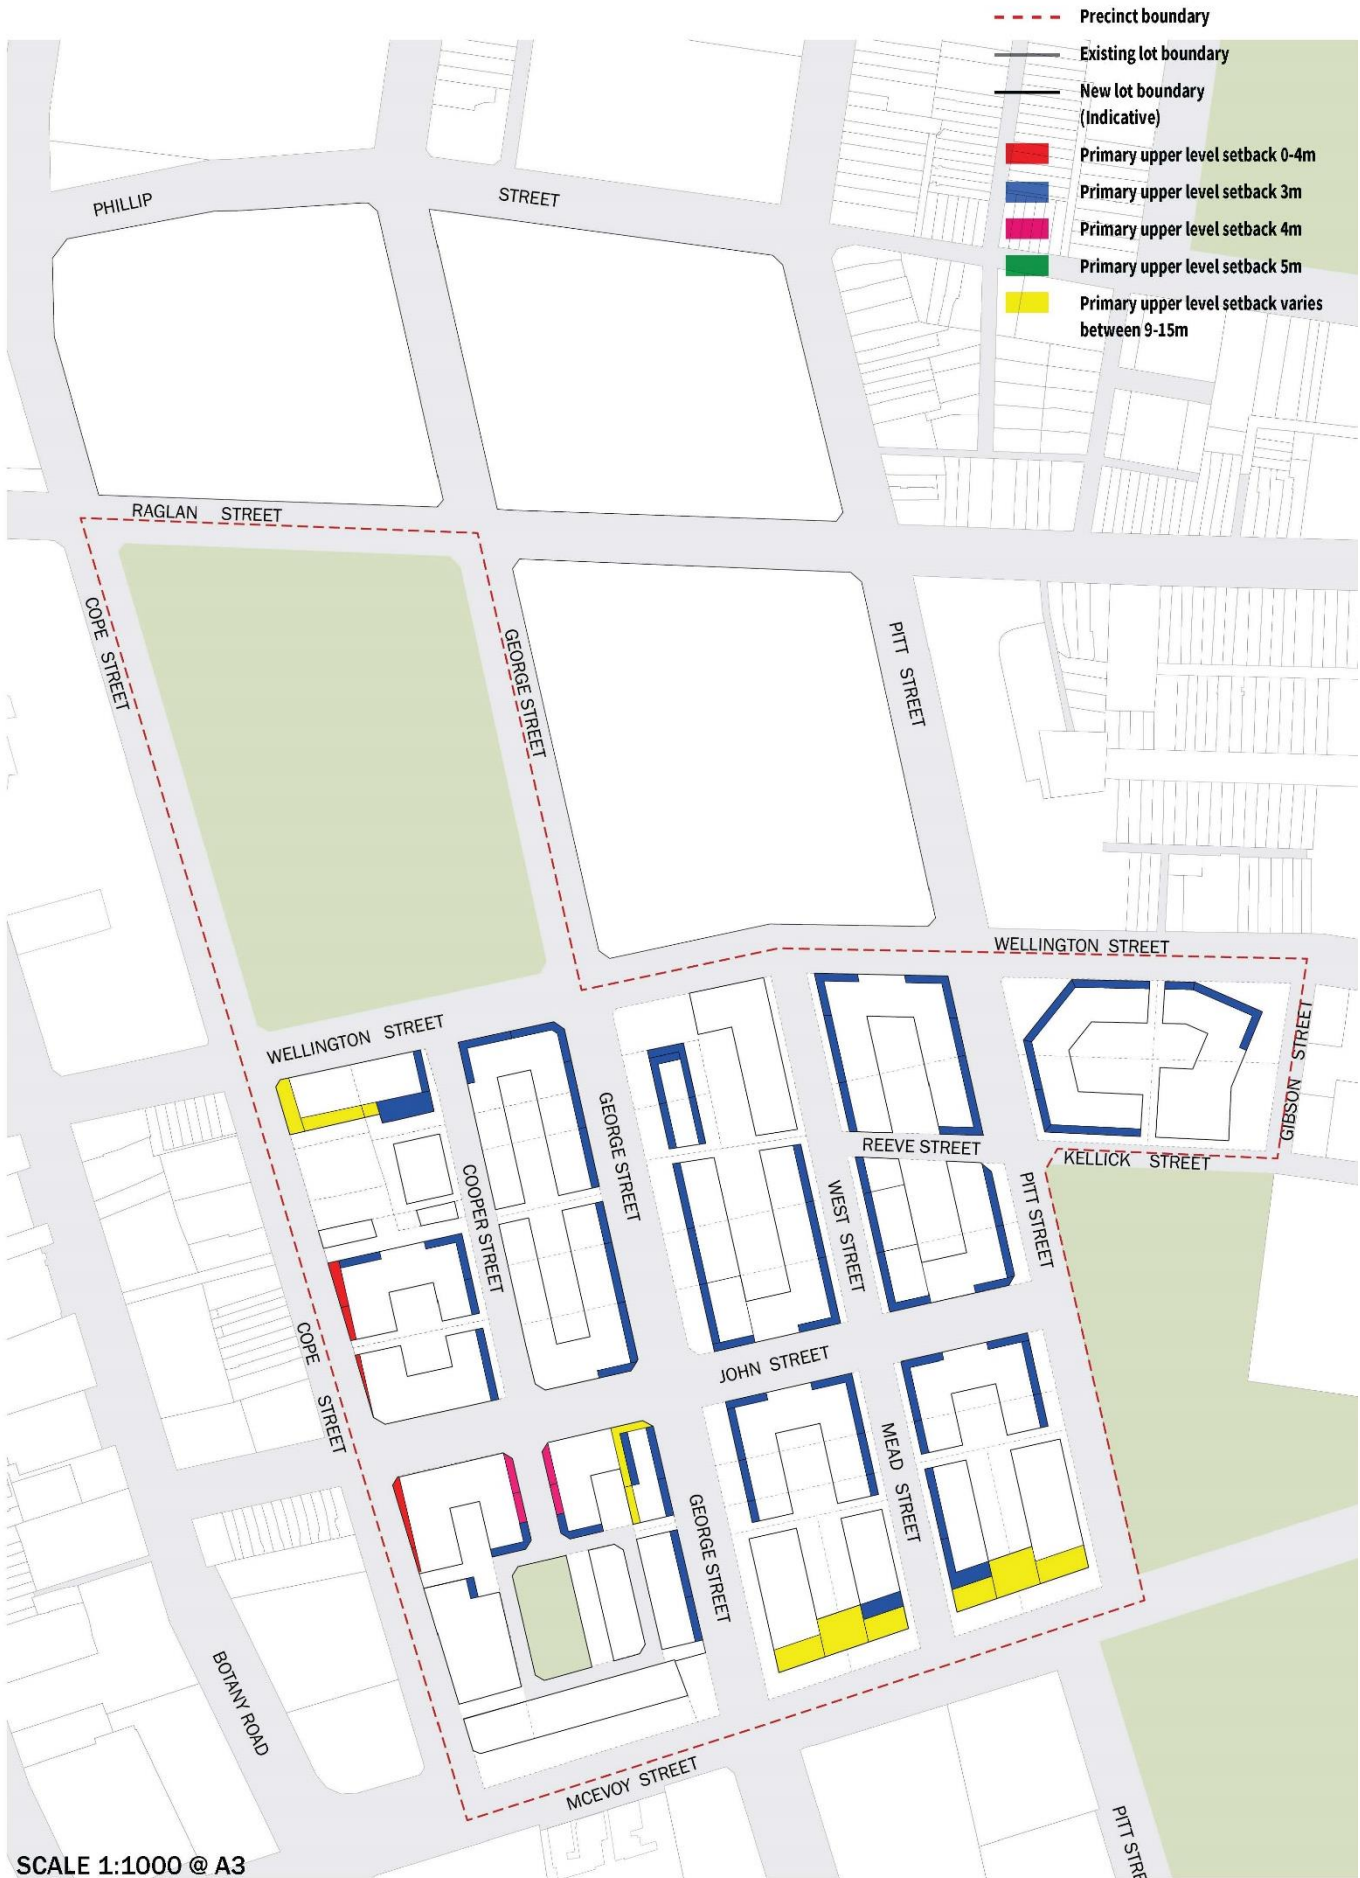 Precinct boundary
Existing lot boundary
New lot boundary
(Indicative)
Primary upper level setback 0-4m
Primary upper level setback 3m
Primary upper level setback 4m
Primary upper level setback 5m
Primary upper level setback varies
between 9-15m
PHILLIP
STREET
RAGLAN STREET
COPE STREET
GEORGE STREET
PITT STREET
WELLINGTON STREET
WELLINGTON STREET
GIBSON STREET
GEORGE STREET
REEVE STREET
KELLICK STREET
COOPER STREET
WEST STREET
PITT STREET
COPE STREET
JOHN STREET
MEAD STREET
GEORGE STREET
BOTANY ROAD
MCEVOY STREET
PITT STRE
SCALE 1:1000 @ A3